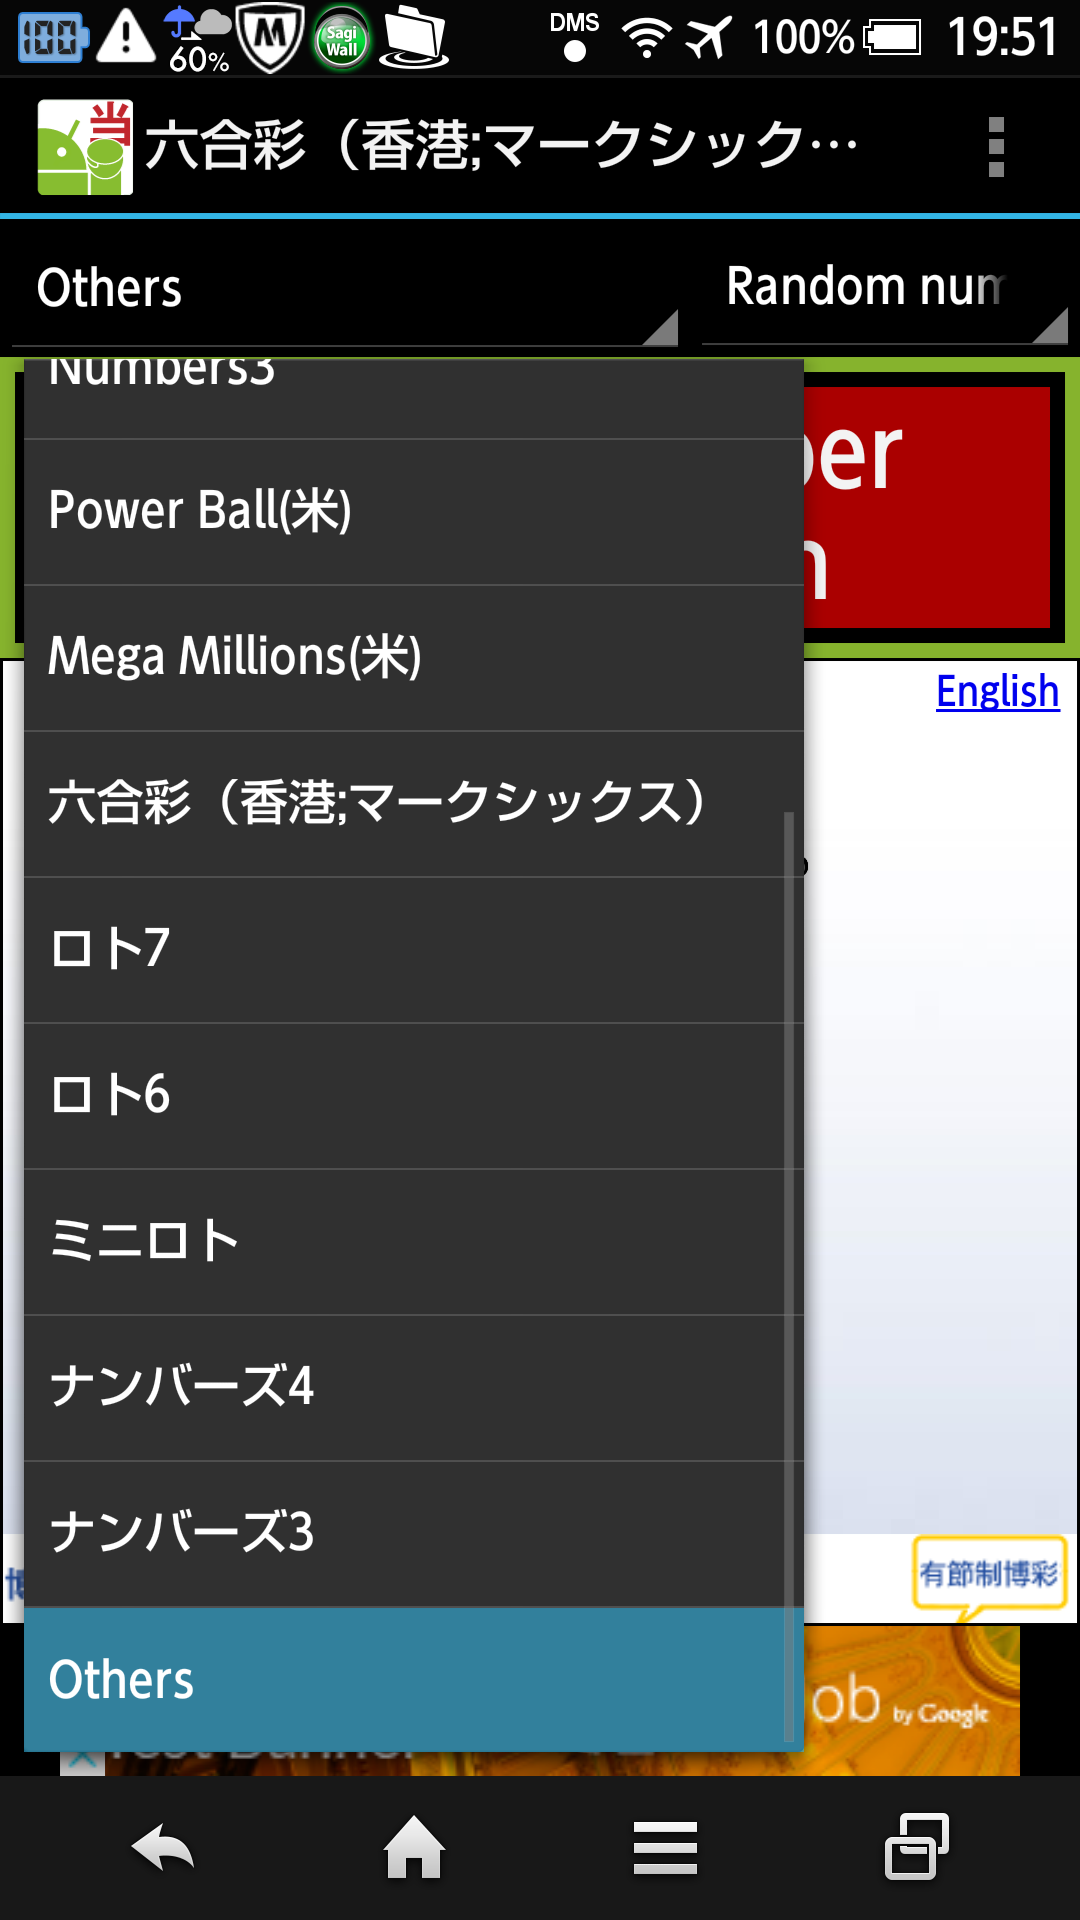 100
60%
M
Sagi
Wall
DMS
100%
19:51
当
六合彩（香港;マークシック…
Others
Random num
Numbers3
ber
Power Ball(米)
n
Mega Millions(米)
English
六合彩（香港;マークシックス）
ロト7
ロト6
ミニロト
ナンバーズ4
ナンバーズ3
有節制博彩
Others
ob by Google